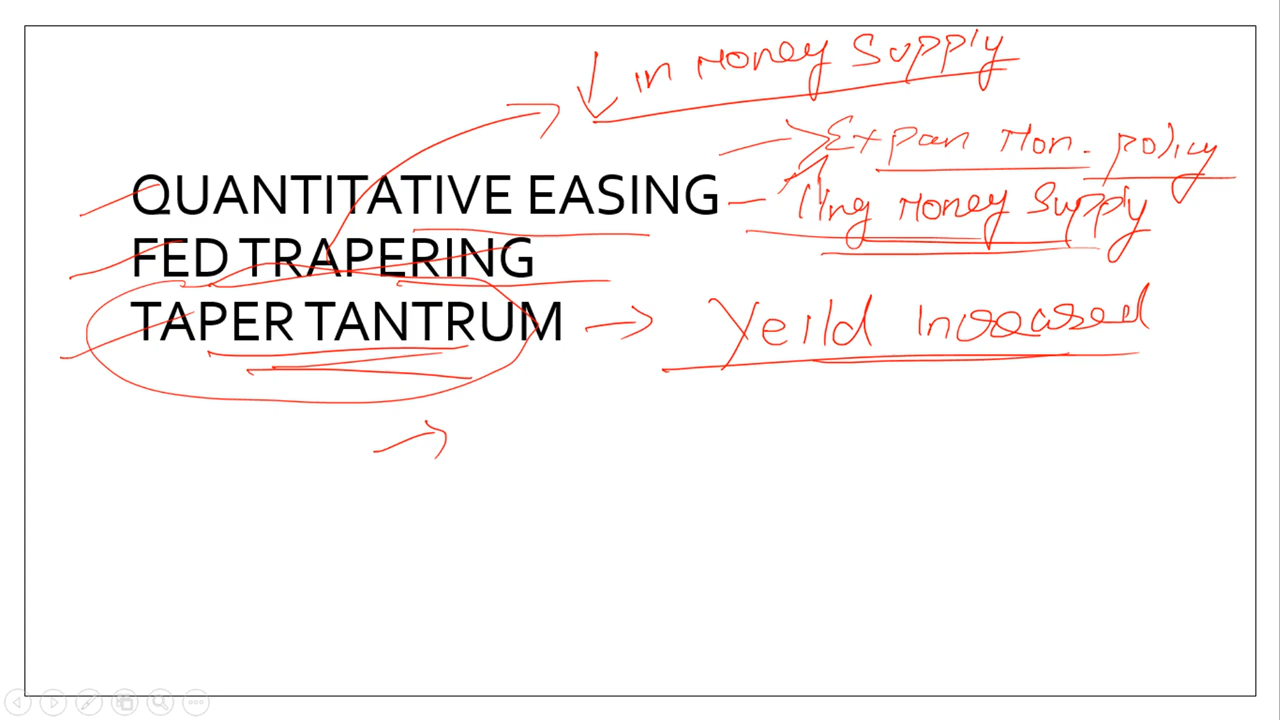 ↓ in Money Supply
→ Expan Mon. policy
QUANTITATIVE EASING - ↑ing Money Supply
FED TRAPERING
TAPER TANTRUM → Yeild Increased